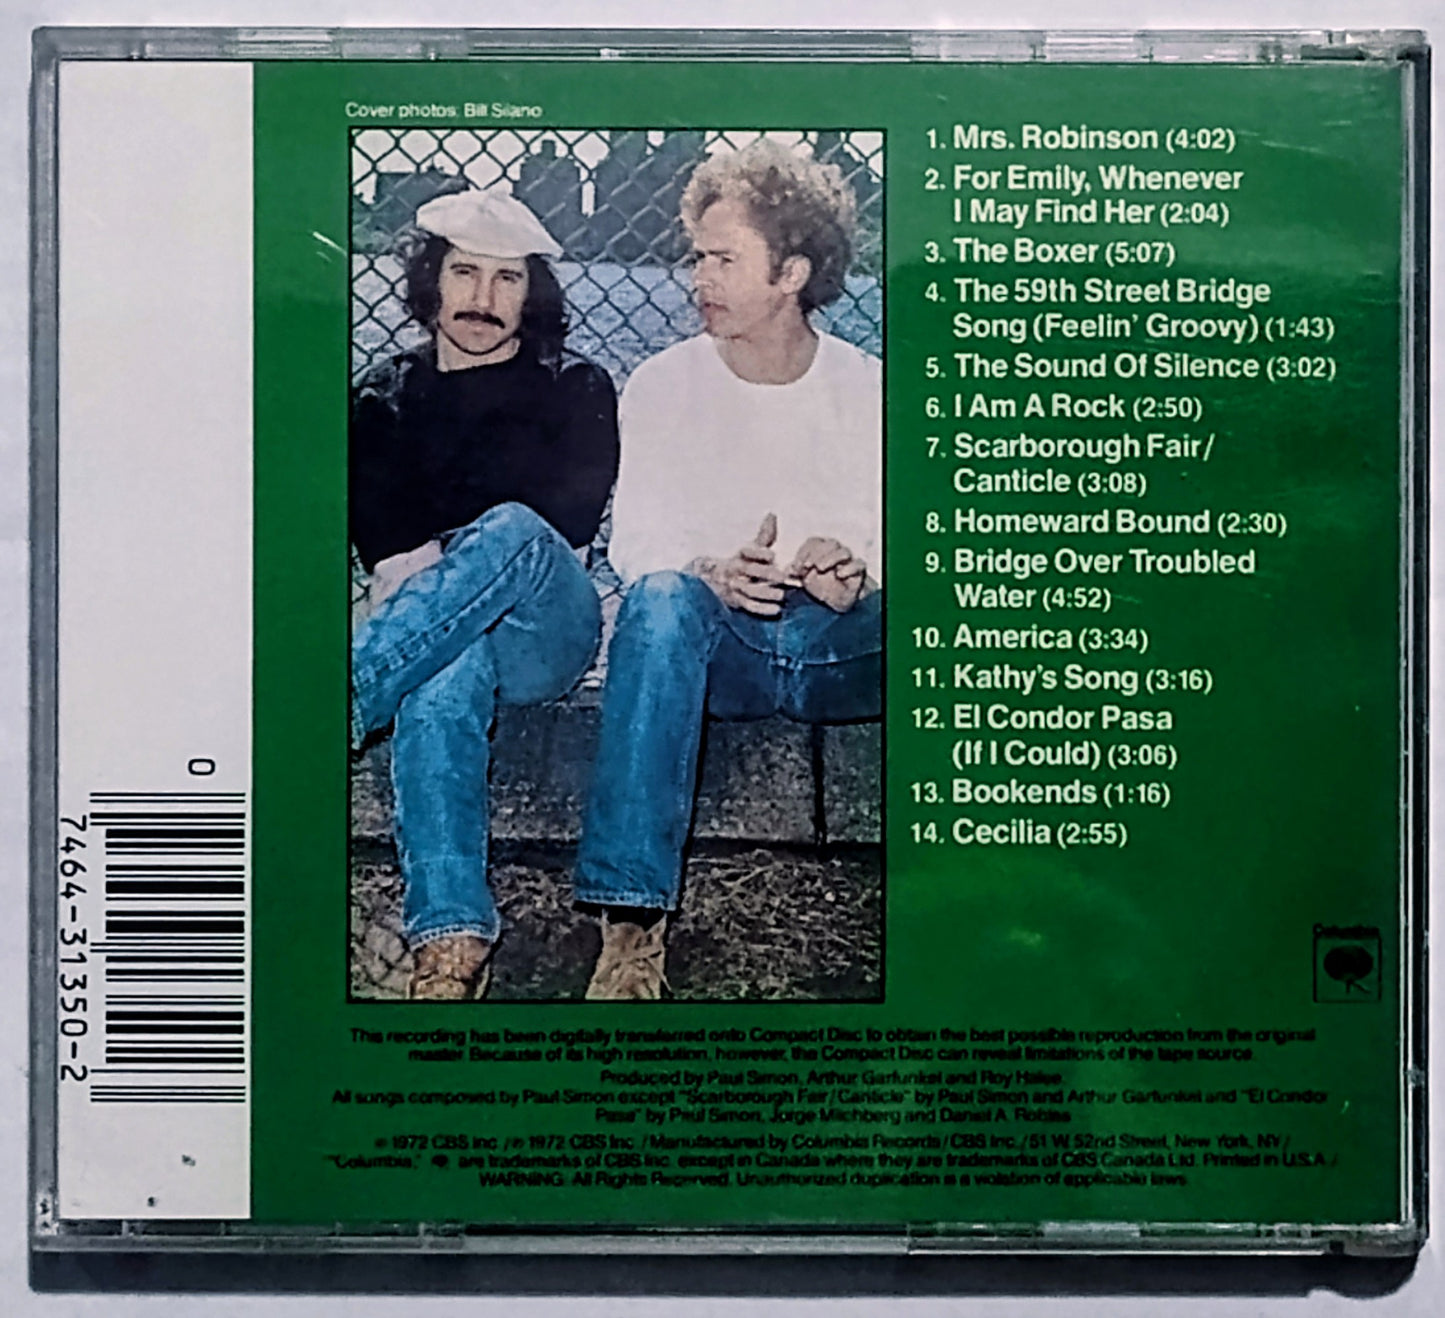 Cover photos: Bill Silano
1. Mrs. Robinson (4:02)
2. For Emily, Whenever
I May Find Her (2:04)
3. The Boxer (5:07)
4. The 59th Street Bridge
Song (Feelin' Groovy) (1:43)
5. The Sound Of Silence (3:02)
6. I Am A Rock (2:50)
7. Scarborough Fair/
Canticle (3:08)
8. Homeward Bound (2:30)
9. Bridge Over Troubled
Water (4:52)
10. America (3:34)
11. Kathy's Song (3:16)
12. El Condor Pasa
(If I Could) (3:06)
13. Bookends (1:16)
14. Cecilia (2:55)
0
7464-31350-2
Columbia
This recording has been digitally transferred onto Compact Disc to obtain the best possible reproduction from the original
master. Because of its high resolution, however, the Compact Disc can reveal limitations of the tape source.
Produced by Paul Simon, Arthur Garfunkel and Roy Halee
All songs composed by Paul Simon except "Scarborough Fair/Canticle" by Paul Simon and Arthur Garfunkel and "El Condor
Pasa" by Paul Simon, Jorge Milchberg and Daniel A. Robles
© 1972 CBS Inc./℗ 1972 CBS Inc./Manufactured by Columbia Records/CBS Inc./51 W. 52nd Street, New York, NY/
"Columbia," are trademarks of CBS Inc. except in Canada where they are trademarks of CBS Canada Ltd. Printed in U.S.A./
WARNING: All Rights Reserved. Unauthorized duplication is a violation of applicable laws.